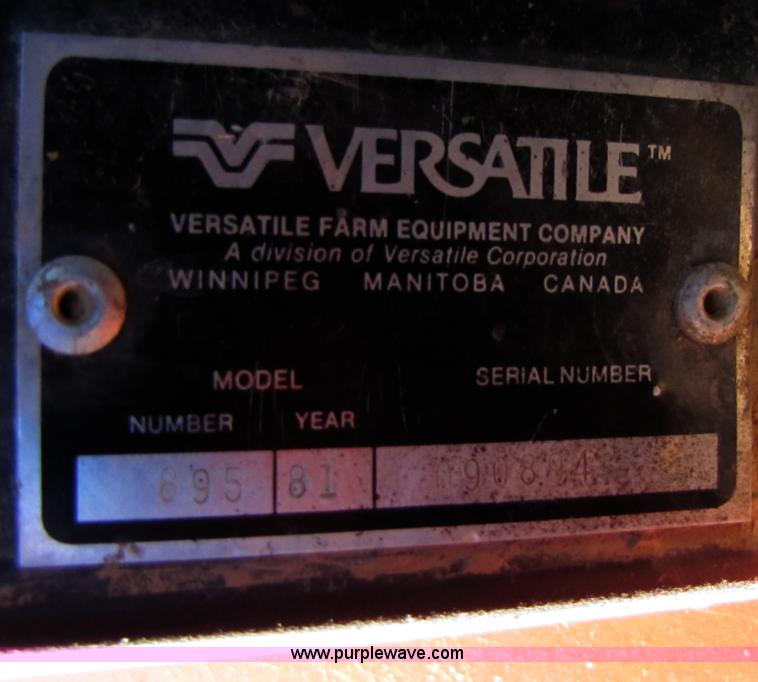 VERSATILE™
VERSATILE FARM EQUIPMENT COMPANY
A division of Versatile Corporation
WINNIPEG MANITOBA CANADA
MODEL SERIAL NUMBER
NUMBER YEAR
895 81
www.purplewave.com